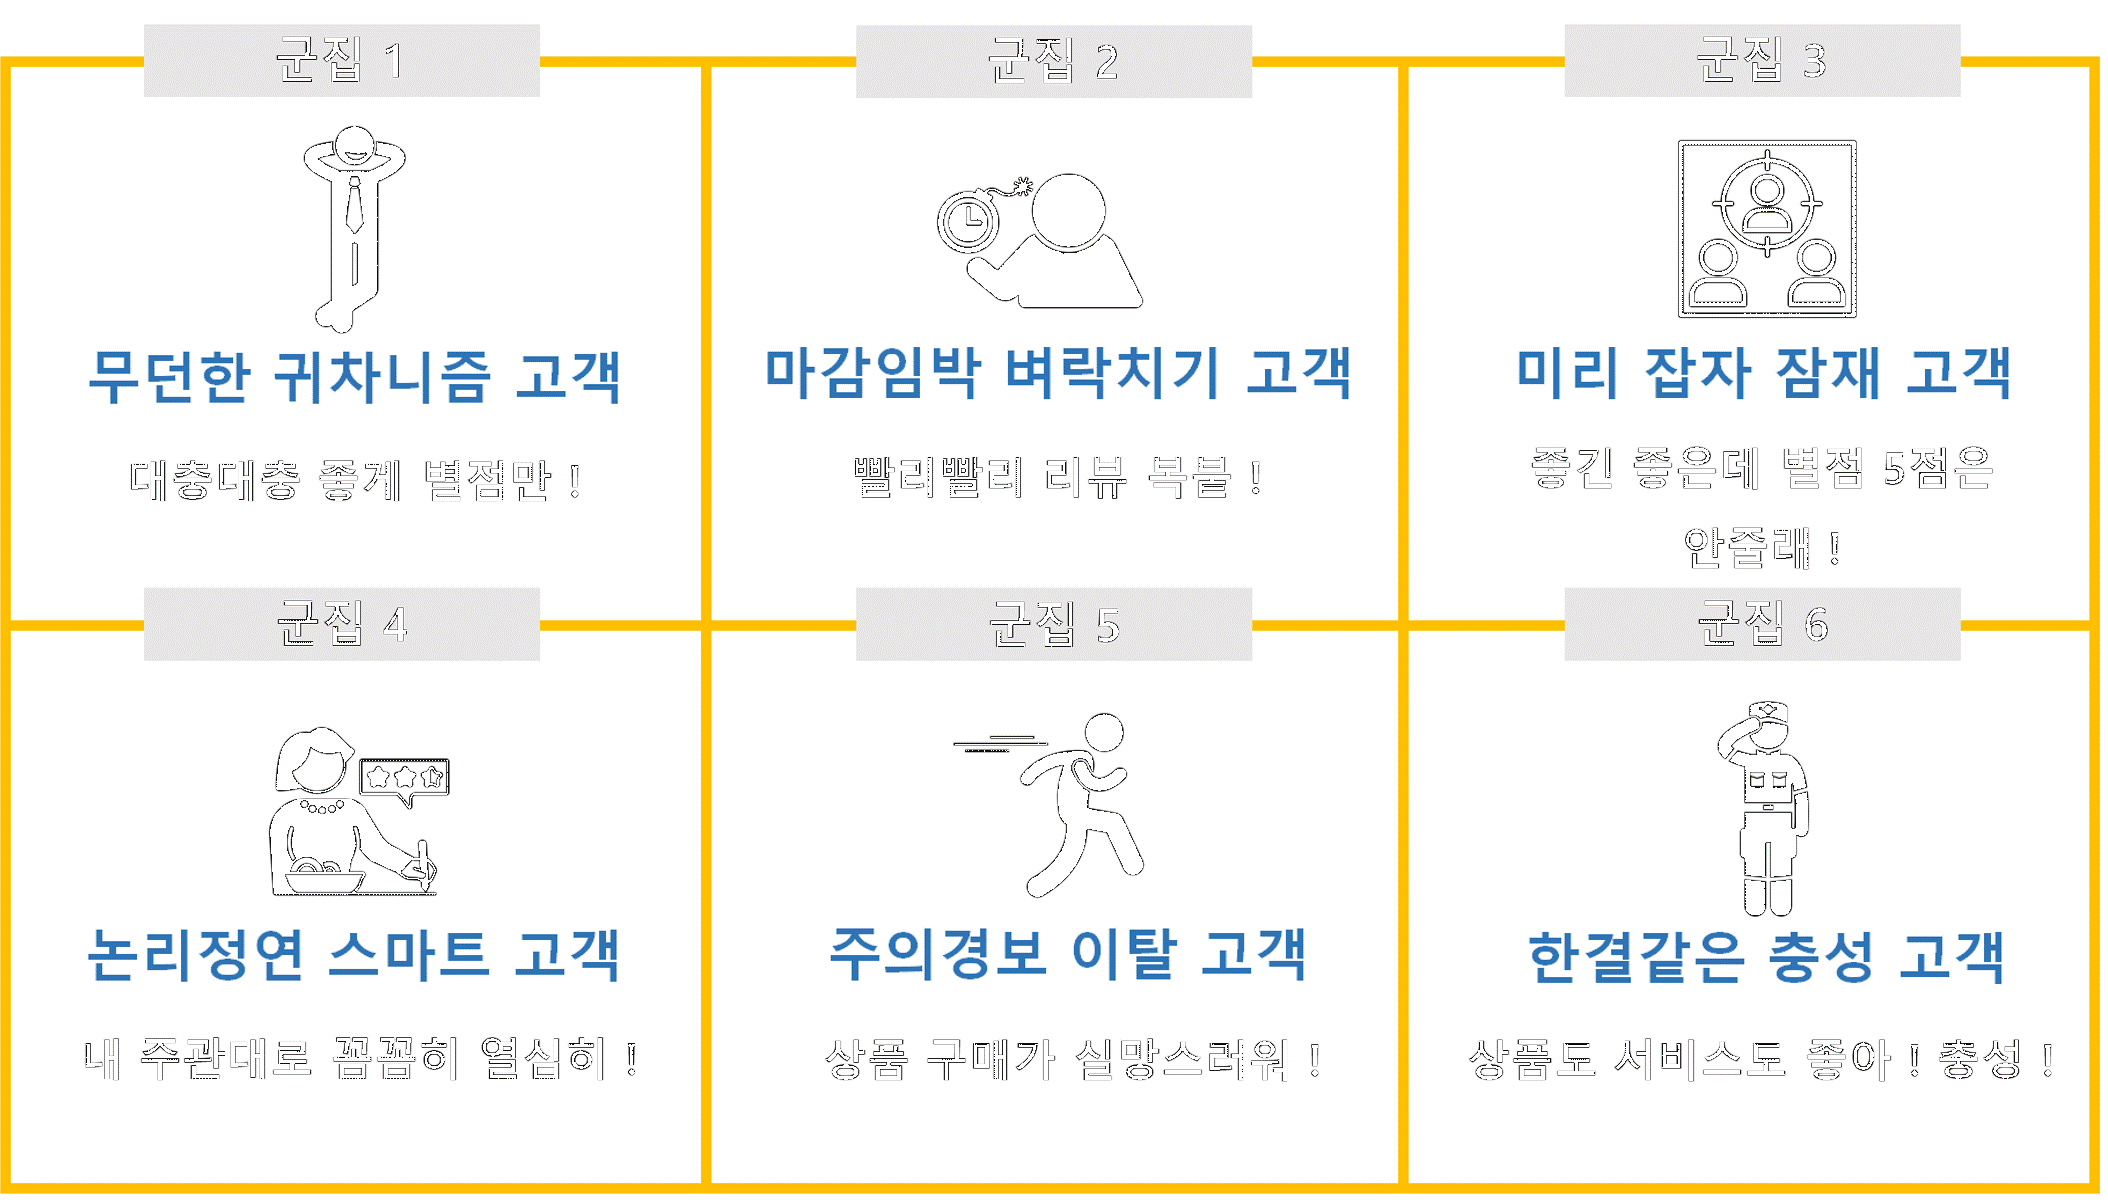 군집 1
군집 2
군집 3
무던한 귀차니즘 고객
마감임박 벼락치기 고객
미리 잡자 잠재 고객
대충대충 좋게 별점만 !
빨리빨리 리뷰 복붙 !
좋긴 좋은데 별점 5점은
안줄래 !
군집 4
군집 5
군집 6
논리정연 스마트 고객
주의경보 이탈 고객
한결같은 충성 고객
내 주관대로 꼼꼼히 열심히 !
상품 구매가 실망스러워 !
상품도 서비스도 좋아 ! 충성 !